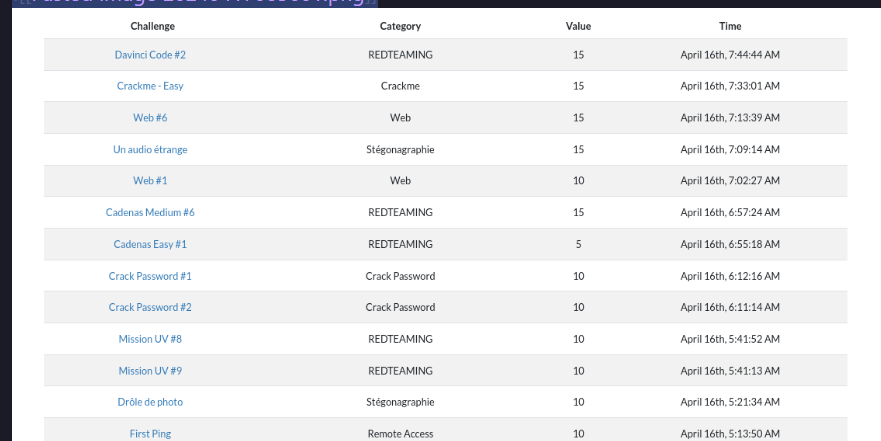 Challenge Category Value Time
Davinci Code #2 REDTEAMING 15 April 16th, 7:44:44 AM
Crackme - Easy Crackme 15 April 16th, 7:33:01 AM
Web #6 Web 15 April 16th, 7:13:39 AM
Un audio étrange Stégonagraphie 15 April 16th, 7:09:14 AM
Web #1 Web 10 April 16th, 7:02:27 AM
Cadenas Medium #6 REDTEAMING 15 April 16th, 6:57:24 AM
Cadenas Easy #1 REDTEAMING 5 April 16th, 6:55:18 AM
Crack Password #1 Crack Password 10 April 16th, 6:12:16 AM
Crack Password #2 Crack Password 10 April 16th, 6:11:14 AM
Mission UV #8 REDTEAMING 10 April 16th, 5:41:52 AM
Mission UV #9 REDTEAMING 10 April 16th, 5:41:13 AM
Drôle de photo Stégonagraphie 10 April 16th, 5:21:34 AM
First Ping Remote Access 10 April 16th, 5:13:50 AM